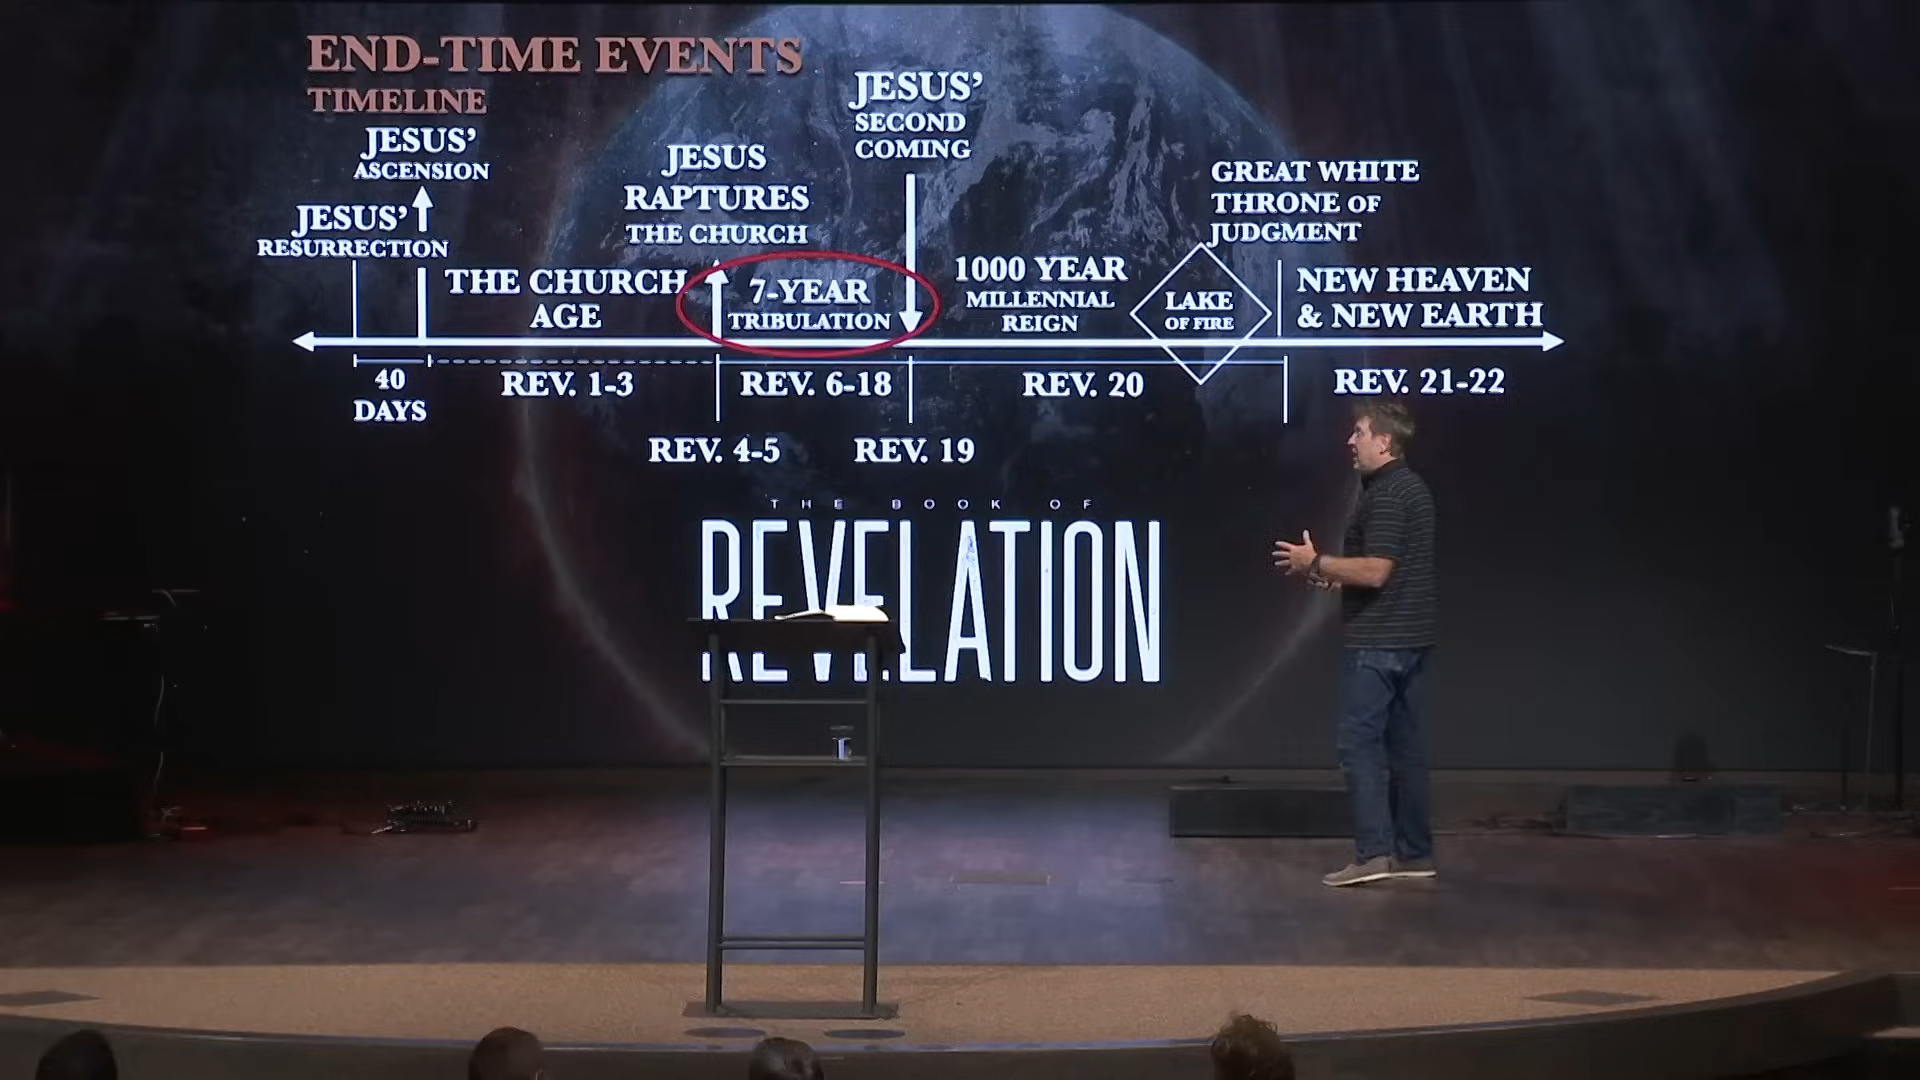 END-TIME EVENTS
TIMELINE
JESUS'
ASCENSION
JESUS'
RESURRECTION
THE CHURCH
AGE
JESUS
RAPTURES
THE CHURCH
7-YEAR
TRIBULATION
JESUS'
SECOND
COMING
1000 YEAR
MILLENNIAL
REIGN
GREAT WHITE
THRONE OF
JUDGMENT
LAKE
OF FIRE
NEW HEAVEN
& NEW EARTH
40
DAYS
REV. 1-3
REV. 4-5
REV. 6-18
REV. 19
REV. 20
REV. 21-22
THE BOOK OF
REVELATION